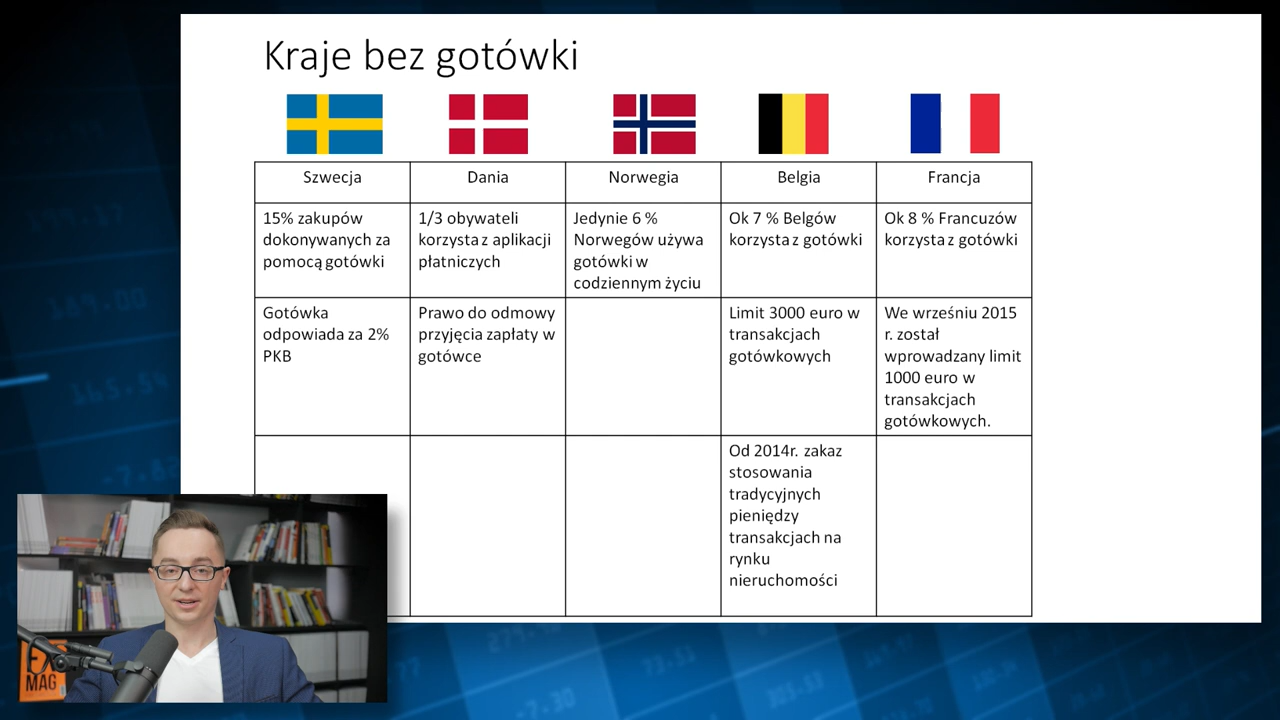 Kraje bez gotówki
Szwecja
Dania
Norwegia
Belgia
Francja
15% zakupów
dokonywanych za
pomocą gotówki
1/3 obywateli
korzysta z aplikacji
płatniczych
Jedynie 6 %
Norwegów używa
gotówki w
codziennym życiu
Ok 7 % Belgów
korzysta z gotówki
Ok 8 % Francuzów
korzysta z gotówki
Gotówka
odpowiada za 2%
PKB
Prawo do odmowy
przyjęcia zapłaty w
gotówce
Limit 3000 euro w
transakcjach
gotówkowych
We wrześniu 2015
r. został
wprowadzany limit
1000 euro w
transakcjach
gotówkowych.
Od 2014r. zakaz
stosowania
tradycyjnych
pieniędzy
transakcjach na
rynku
nieruchomości
MAG